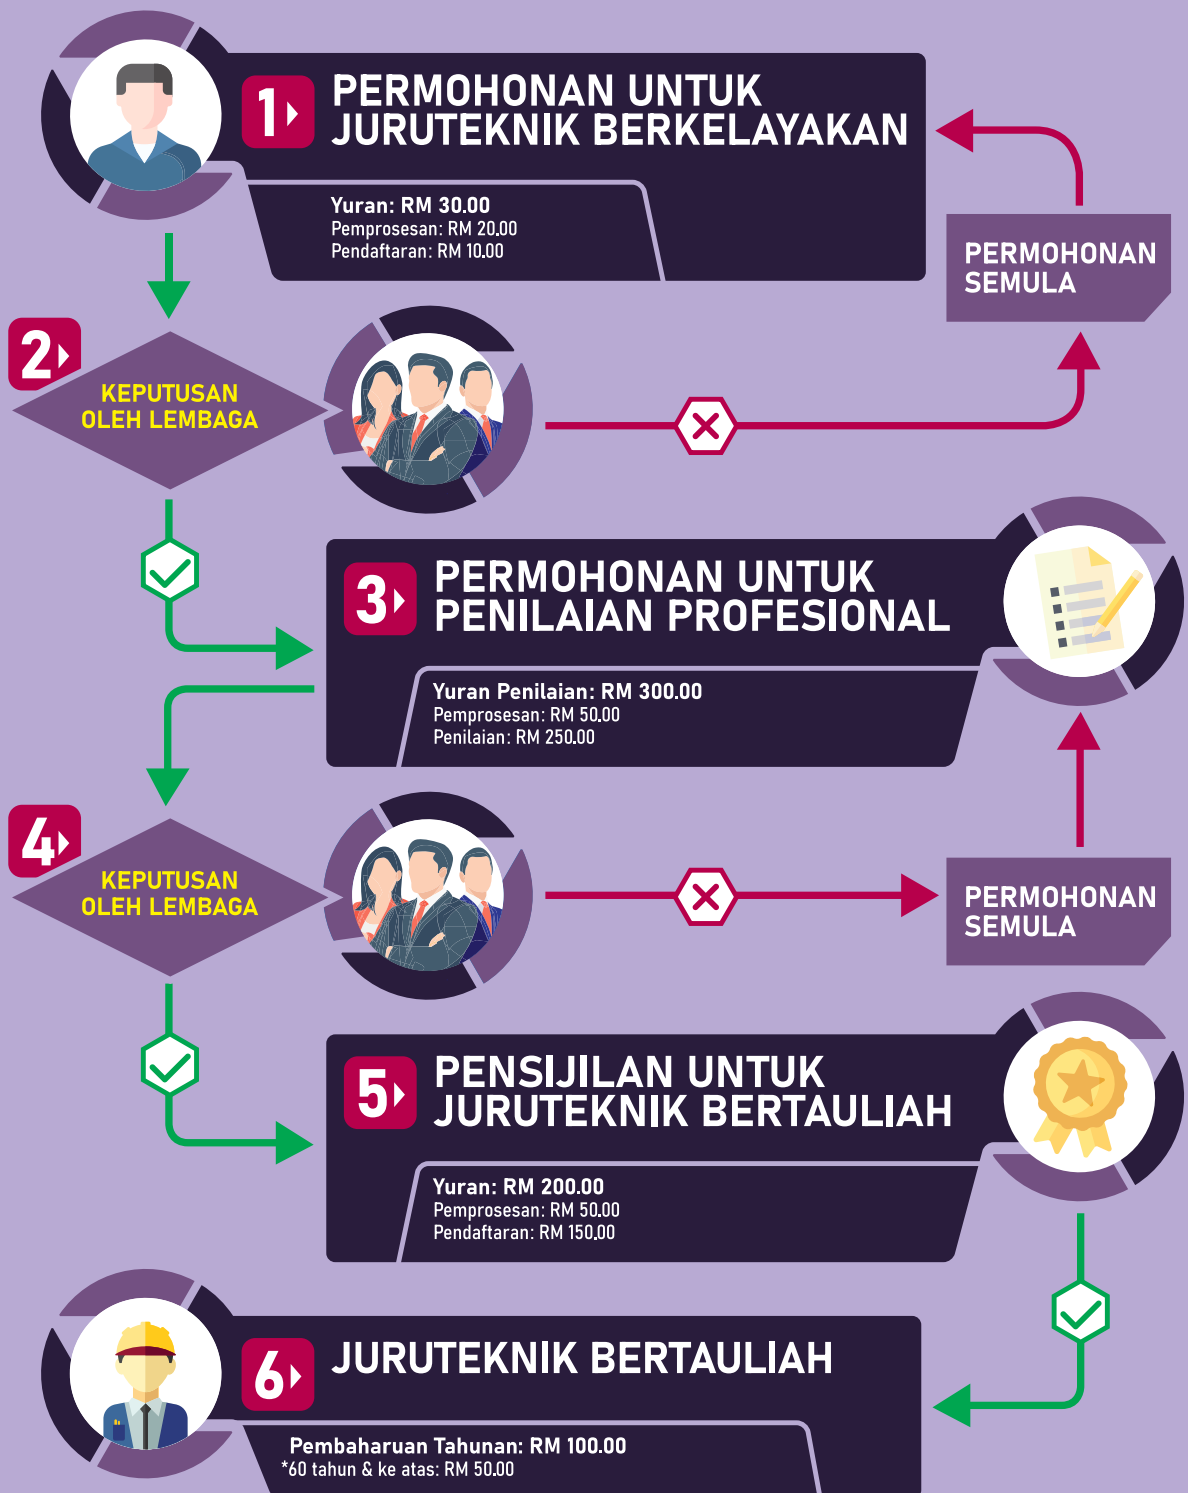 1
PERMOHONAN UNTUK
JURUTEKNIK BERKELAYAKAN
Yuran: RM 30.00
Pemprosesan: RM 20.00
Pendaftaran: RM 10.00
PERMOHONAN
SEMULA
2
KEPUTUSAN
OLEH LEMBAGA
3
PERMOHONAN UNTUK
PENILAIAN PROFESIONAL
Yuran Penilaian: RM 300.00
Pemprosesan: RM 50.00
Penilaian: RM 250.00
4
KEPUTUSAN
OLEH LEMBAGA
PERMOHONAN
SEMULA
5
PENSIJILAN UNTUK
JURUTEKNIK BERTAULIAH
Yuran: RM 200.00
Pemprosesan: RM 50.00
Pendaftaran: RM 150.00
6
JURUTEKNIK BERTAULIAH
Pembaharuan Tahunan: RM 100.00
*60 tahun & ke atas: RM 50.00